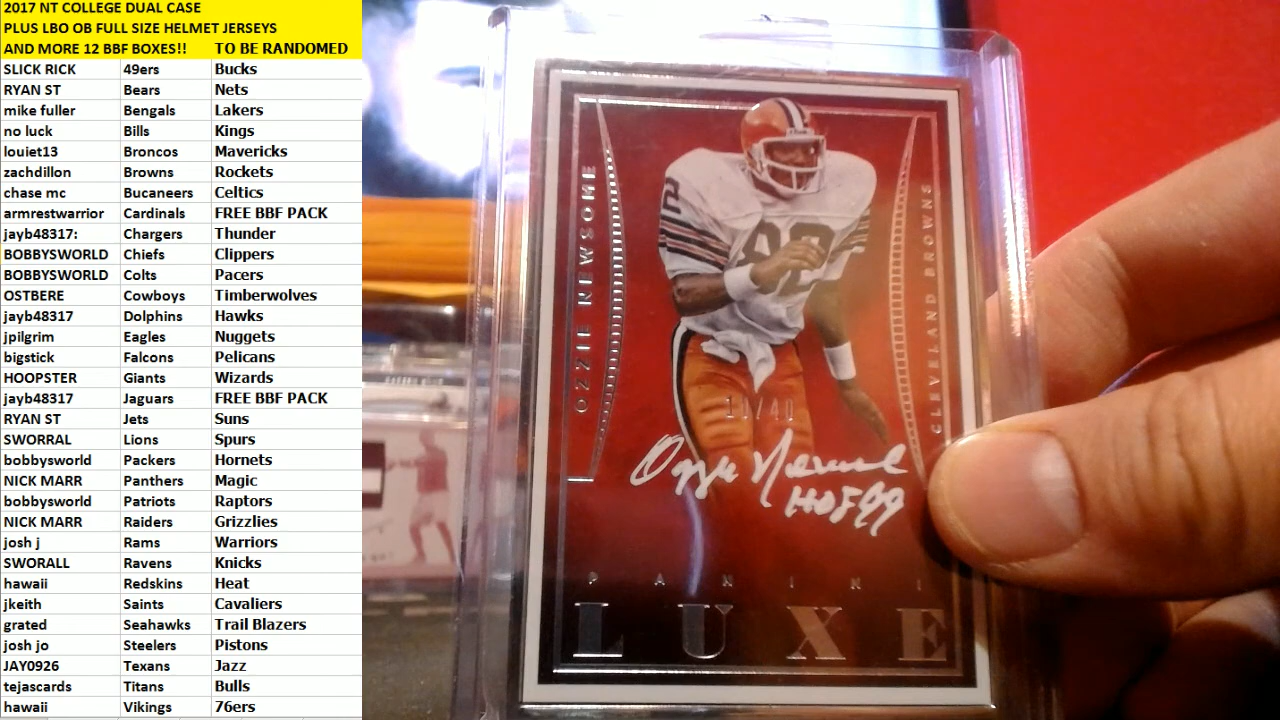 2017 NT COLLEGE DUAL CASE
PLUS LBO OB FULL SIZE HELMET JERSEYS
AND MORE 12 BBF BOXES!! TO BE RANDOMED
SLICK RICK 49ers Bucks
RYAN ST Bears Nets
mike fuller Bengals Lakers
no luck Bills Kings
louiet13 Broncos Mavericks
zachdillon Browns Rockets
chase mc Bucaneers Celtics
armrestwarrior Cardinals FREE BBF PACK
jayb48317: Chargers Thunder
BOBBYSWORLD Chiefs Clippers
BOBBYSWORLD Colts Pacers
OSTBERE Cowboys Timberwolves
jayb48317 Dolphins Hawks
jpilgrim Eagles Nuggets
bigstick Falcons Pelicans
HOOPSTER Giants Wizards
jayb48317 Jaguars FREE BBF PACK
RYAN ST Jets Suns
SWORRAL Lions Spurs
bobbysworld Packers Hornets
NICK MARR Panthers Magic
bobbysworld Patriots Raptors
NICK MARR Raiders Grizzlies
josh j Rams Warriors
SWORALL Ravens Knicks
hawaii Redskins Heat
jkeith Saints Cavaliers
grated Seahawks Trail Blazers
josh jo Steelers Pistons
JAY0926 Texans Jazz
tejascards Titans Bulls
hawaii Vikings 76ers
OZZIE NEWSOME
CLEVELAND BROWNS
82
Ozzie Newsome
HOF 99
PANINI
LUXE